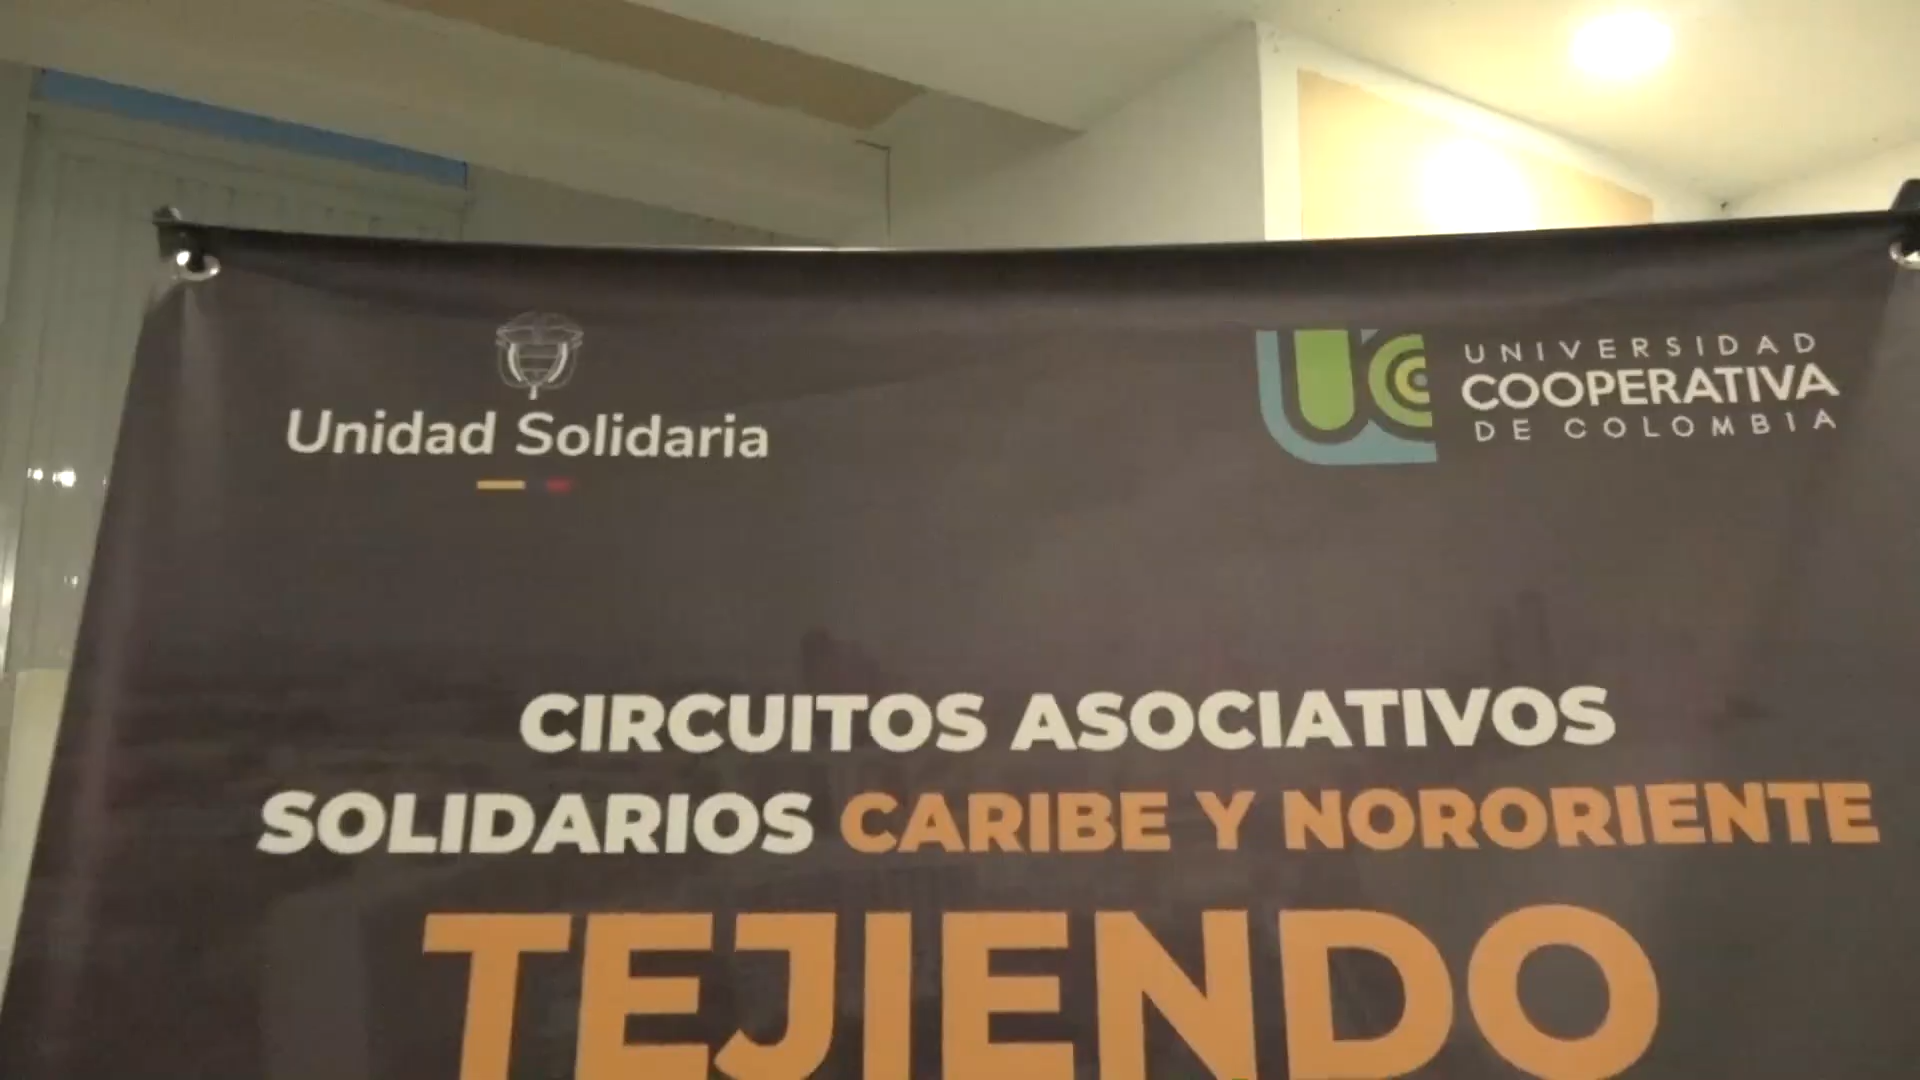 Unidad Solidaria
UNIVERSIDAD
COOPERATIVA
DE COLOMBIA
CIRCUITOS ASOCIATIVOS
SOLIDARIOS CARIBE Y NORORIENTE
TEJIENDO